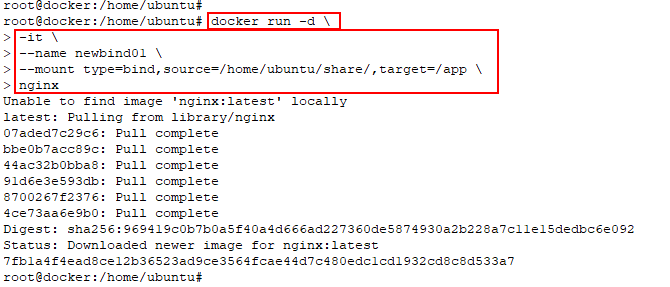 root@docker:/home/ubuntu#
root@docker:/home/ubuntu# docker run -d \
> -it \
> --name newbind01 \
> --mount type=bind,source=/home/ubuntu/share/,target=/app \
> nginx
Unable to find image 'nginx:latest' locally
latest: Pulling from library/nginx
07aded7c29c6: Pull complete
bbe0b7acc89c: Pull complete
44ac32b0bba8: Pull complete
91d6e3e593db: Pull complete
8700267f2376: Pull complete
4ce73aa6e9b0: Pull complete
Digest: sha256:969419c0b7b0a5f40a4d666ad227360de5874930a2b228a7c11e15dedbc6e092
Status: Downloaded newer image for nginx:latest
7fb1a4f4ead8ce12b36523ad9ce3564fcae44d7c480edc1cd1932cd8c8d533a7
root@docker:/home/ubuntu#